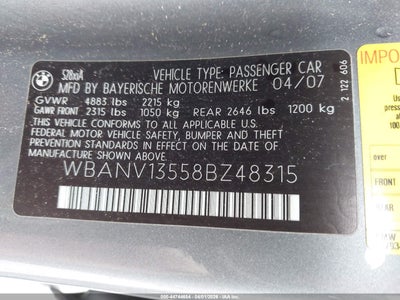 BMW
528xiA
VEHICLE TYPE: PASSENGER CAR
MFD BY BAYERISCHE MOTORENWERKE 04/07
GVWR 4883 lbs 2215 kg
GAWR FRONT 2315 lbs 1050 kg REAR 2646 lbs 1200 kg
THIS VEHICLE CONFORMS TO ALL APPLICABLE
FEDERAL MOTOR VEHICLE SAFETY, BUMPER AND THEFT
PREVENTION STANDARDS IN EFFECT ON THE DATE OF
MANUFACTURE SHOWN ABOVE.
WBANV13558BZ48315
2 122 606
IMPO
over
FRONT
REAR